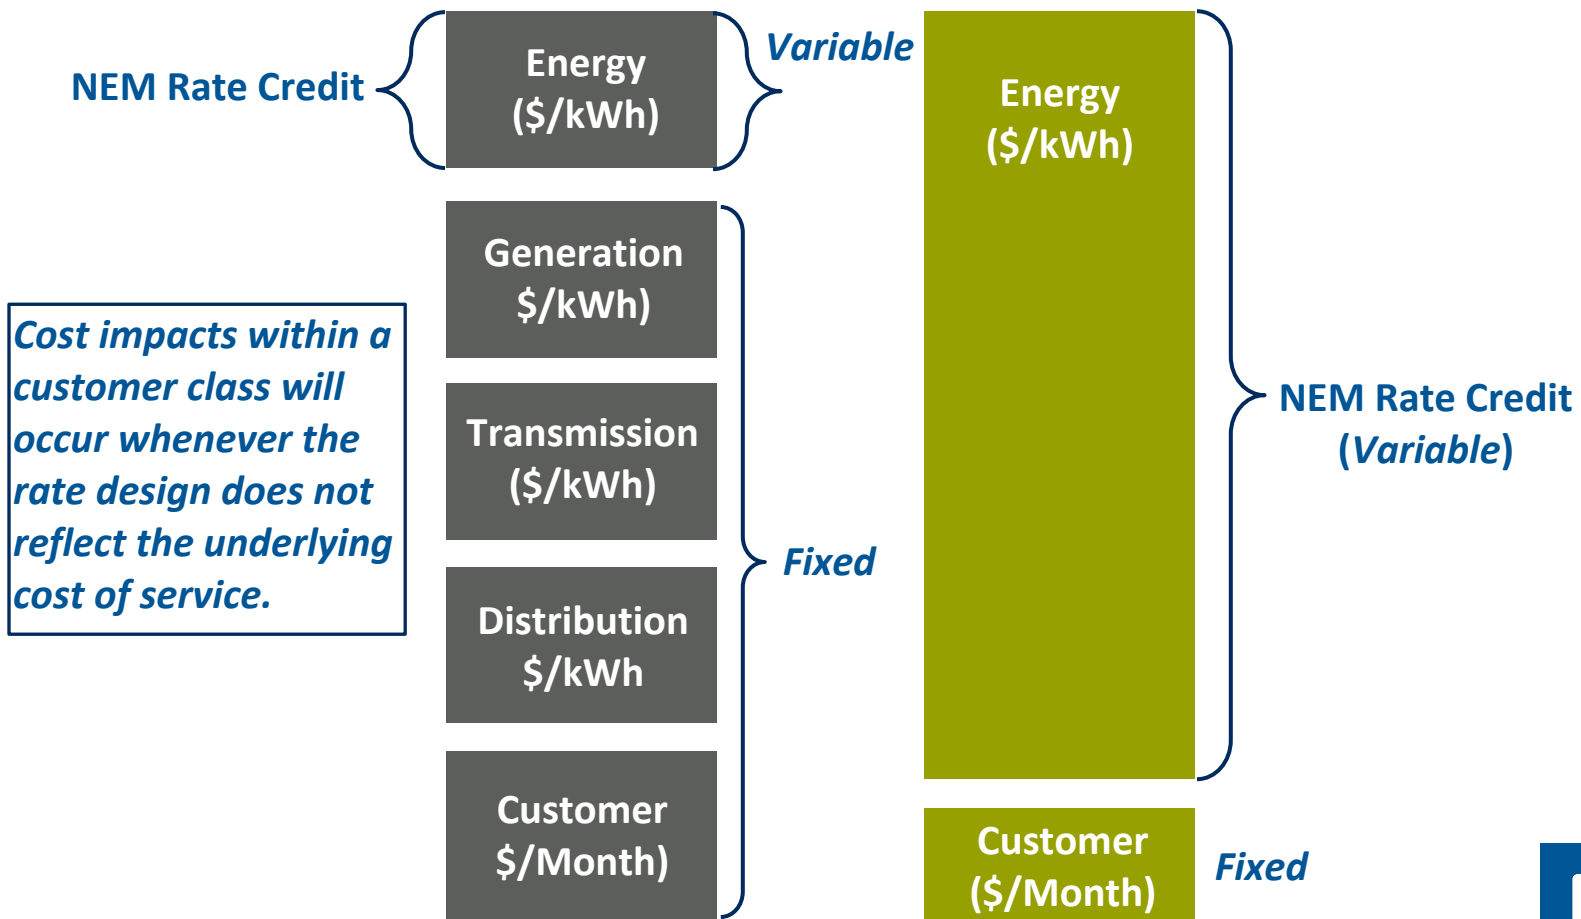 NEM Rate Credit
Energy
($/kWh)
Variable
Generation
$/kWh)
Transmission
($/kWh)
Distribution
$/kWh
Customer
$/Month)
Fixed
Cost impacts within a
customer class will
occur whenever the
rate design does not
reflect the underlying
cost of service.
Energy
($/kWh)
NEM Rate Credit
(Variable)
Customer
($/Month)
Fixed